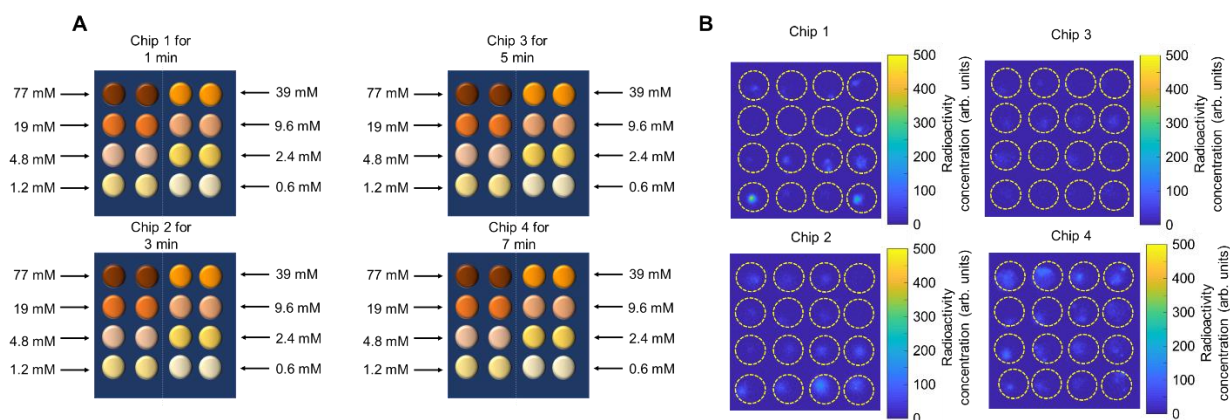 A
Chip 1 for
1 min
77 mM
39 mM
19 mM
9.6 mM
4.8 mM
2.4 mM
1.2 mM
0.6 mM
Chip 3 for
5 min
77 mM
39 mM
19 mM
9.6 mM
4.8 mM
2.4 mM
1.2 mM
0.6 mM
Chip 2 for
3 min
77 mM
39 mM
19 mM
9.6 mM
4.8 mM
2.4 mM
1.2 mM
0.6 mM
Chip 4 for
7 min
77 mM
39 mM
19 mM
9.6 mM
4.8 mM
2.4 mM
1.2 mM
0.6 mM
B
Chip 1
500
400
300
200
100
0
Radioactivity
concentration (arb. units)
Chip 3
500
400
300
200
100
0
Radioactivity
concentration (arb. units)
Chip 2
500
400
300
200
100
0
Radioactivity
concentration (arb. units)
Chip 4
500
400
300
200
100
0
Radioactivity
concentration (arb. units)